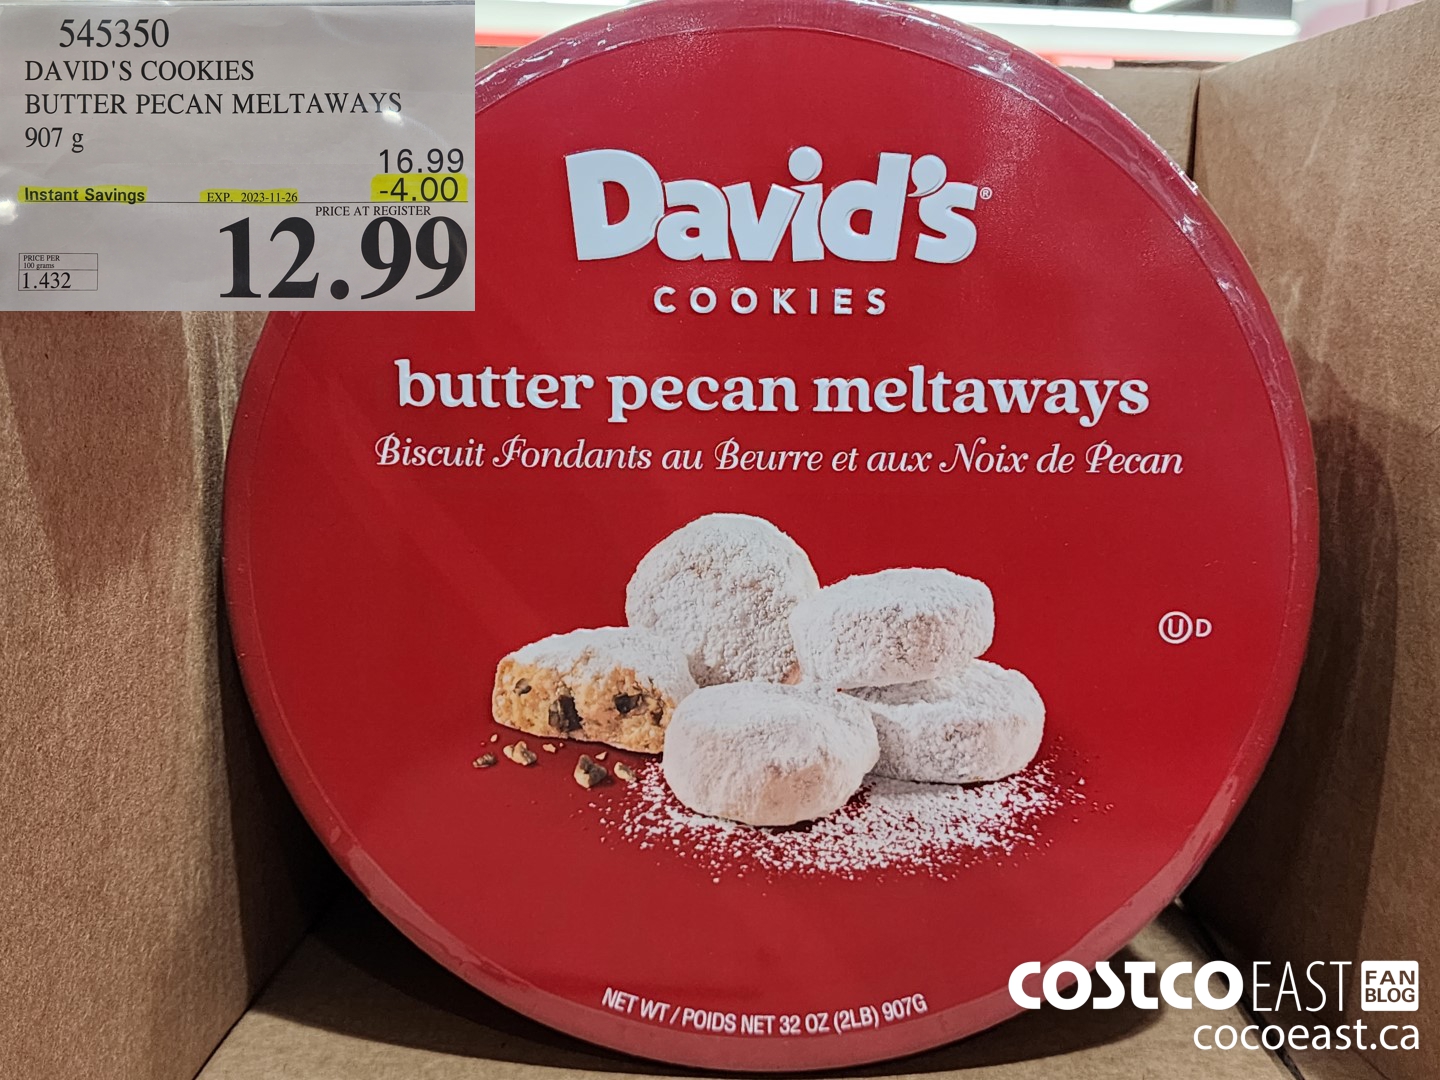 545350
DAVID'S COOKIES
BUTTER PECAN MELTAWAYS
907 g
16.99
Instant Savings EXP. 2023-11-26 -4.00
PRICE AT REGISTER
12.99
PRICE PER
100 grams
1.432
David's®
COOKIES
butter pecan meltaways
Biscuit Fondants au Beurre et aux Noix de Pecan
U D
NET WT / POIDS NET 32 OZ (2LB) 907G
COSTCO EAST FAN BLOG
cocoeast.ca